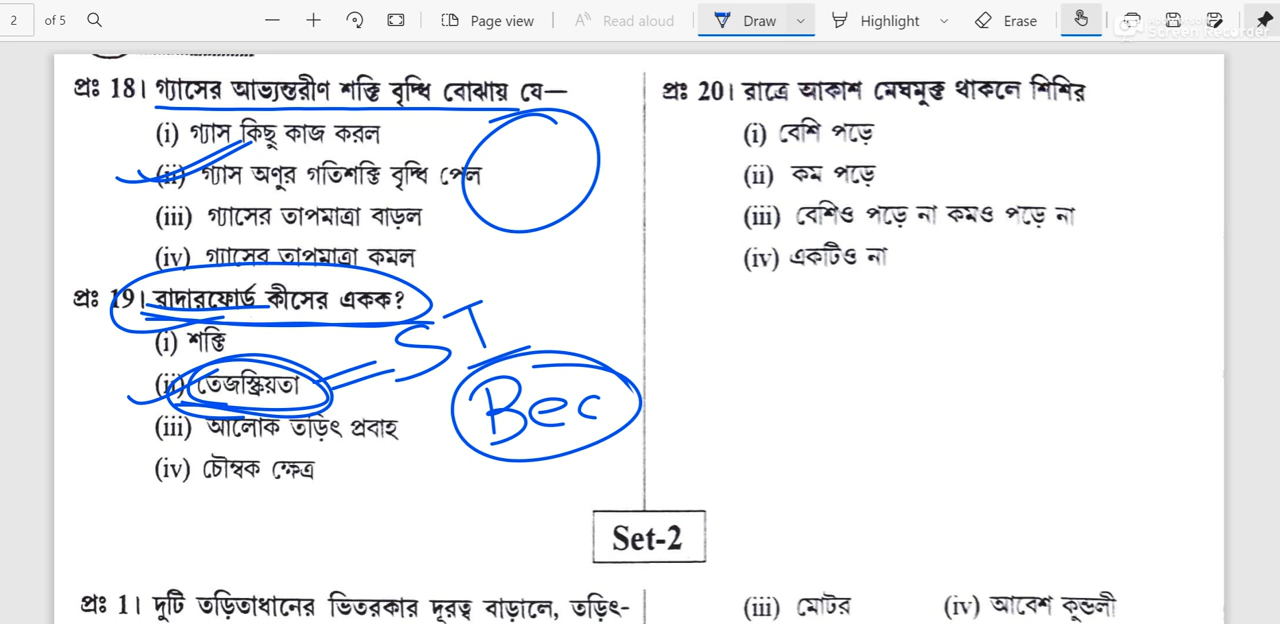 2 of 5 Page view Read aloud Draw Highlight Erase
Screen Recorder
প্রঃ 18। গ্যাসের আভ্যন্তরীণ শক্তি বৃদ্ধি বোঝায় যে—
(i) গ্যাস কিছু কাজ করল
(ii) গ্যাস অণুর গতিশক্তি বৃদ্ধি পেল
(iii) গ্যাসের তাপমাত্রা বাড়ল
(iv) গ্যাসের তাপমাত্রা কমল
প্রঃ 19। রাদারফোর্ড কীসের একক?
(i) শক্তি
(ii) তেজস্ক্রিয়তা
(iii) আলোক তড়িৎ প্রবাহ
(iv) চৌম্বক ক্ষেত্র
SI
Bec
প্রঃ 20। রাত্রে আকাশ মেঘমুক্ত থাকলে শিশির
(i) বেশি পড়ে
(ii) কম পড়ে
(iii) বেশিও পড়ে না কমও পড়ে না
(iv) একটিও না
Set-2
প্রঃ 1। দুটি তড়িতাধানের ভিতরকার দূরত্ব বাড়ালে, তড়িৎ-
(iii) মোটর (iv) আবেশ কুন্ডলী